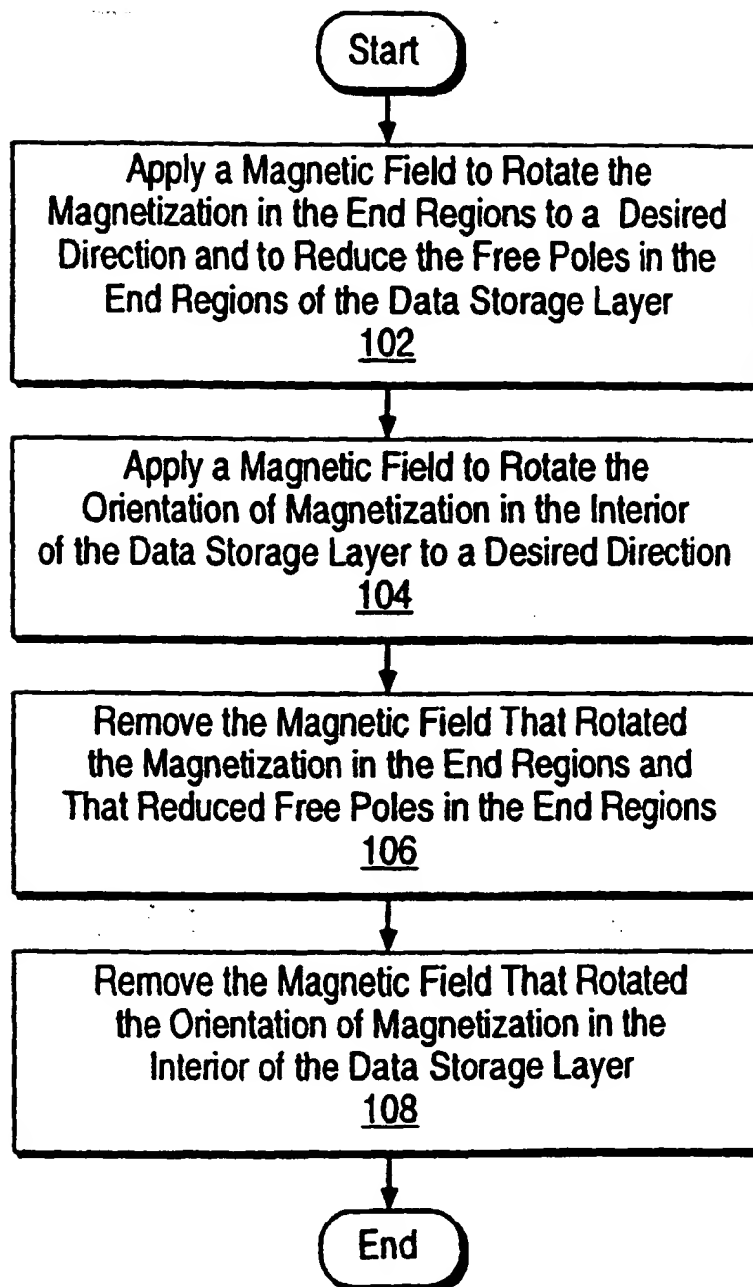 Start
Apply a Magnetic Field to Rotate the
Magnetization in the End Regions to a Desired
Direction and to Reduce the Free Poles in the
End Regions of the Data Storage Layer
102
Apply a Magnetic Field to Rotate the
Orientation of Magnetization in the Interior
of the Data Storage Layer to a Desired Direction
104
Remove the Magnetic Field That Rotated
the Magnetization in the End Regions and
That Reduced Free Poles in the End Regions
106
Remove the Magnetic Field That Rotated
the Orientation of Magnetization in the
Interior of the Data Storage Layer
108
End